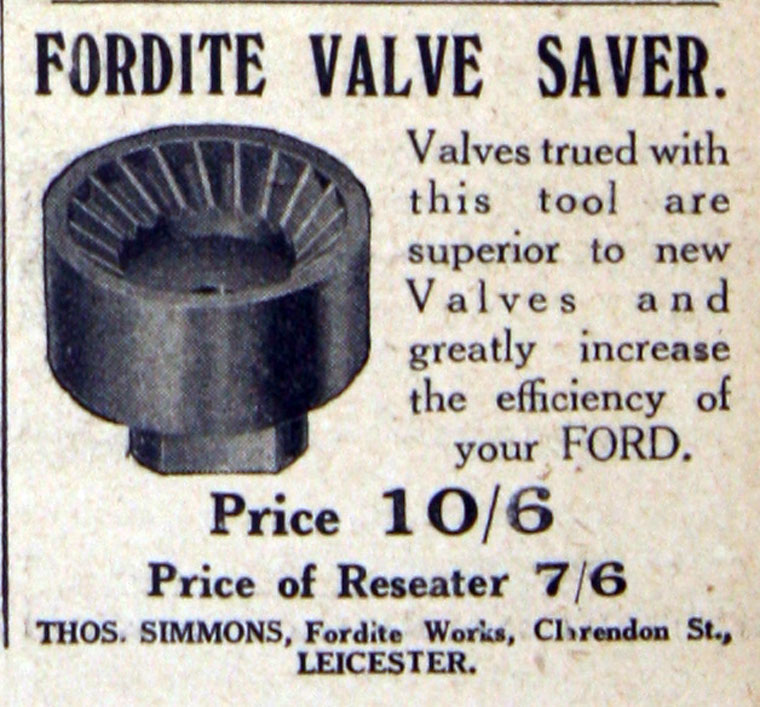 FORDITE VALVE SAVER.
Valves trued with
this tool are
superior to new
Valves and
greatly increase
the efficiency of
your FORD.
Price 10/6
Price of Reseater 7/6
THOS. SIMMONS, Fordite Works, Clarendon St.,
LEICESTER.